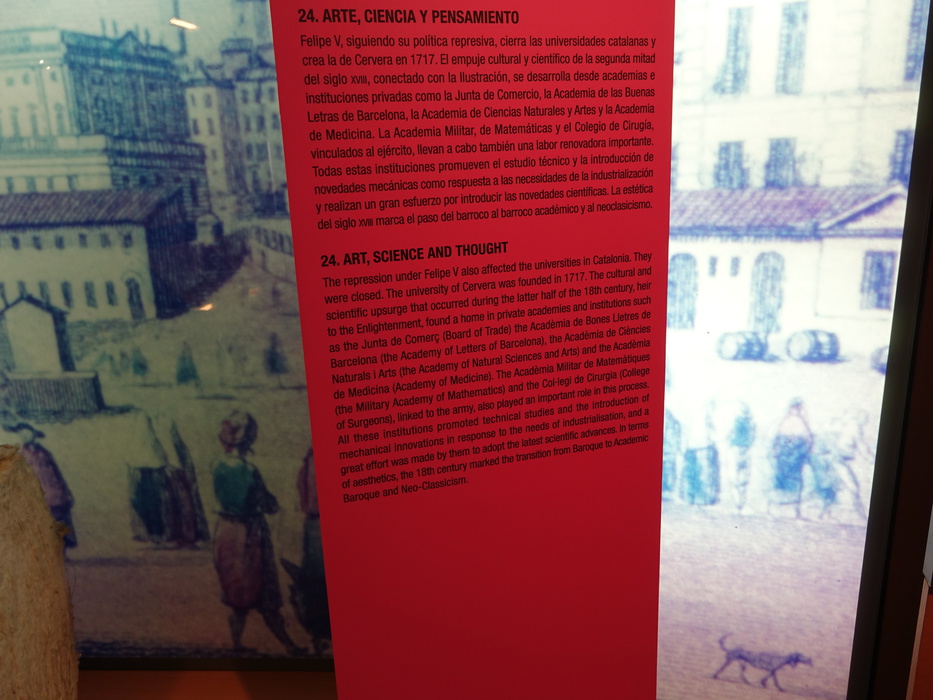 24. ARTE, CIENCIA Y PENSAMIENTO
Felipe V, siguiendo su política represiva, cierra las universidades catalanas y
crea la de Cervera en 1717. El empuje cultural y científico de la segunda mitad
del siglo XVIII, conectado con la Ilustración, se desarrolla desde academias e
instituciones privadas como la Junta de Comercio, la Academia de las Buenas
Letras de Barcelona, la Academia de Ciencias Naturales y Artes y la Academia
de Medicina. La Academia Militar, de Matemáticas y el Colegio de Cirugía,
vinculados al ejército, llevan a cabo también una labor renovadora importante.
Todas estas instituciones promueven el estudio técnico y la introducción de
novedades mecánicas como respuesta a las necesidades de la industrialización
y realizan un gran esfuerzo por introducir las novedades científicas. La estética
del siglo XVIII marca el paso del barroco al barroco académico y al neoclasicismo.
24. ART, SCIENCE AND THOUGHT
The repression under Felipe V also affected the universities in Catalonia. They
were closed. The university of Cervera was founded in 1717. The cultural and
scientific upsurge that occurred during the latter half of the 18th century, heir
to the Enlightenment, found a home in private academies and institutions such
as the Junta de Comerç (Board of Trade) the Acadèmia de Bones Lletres de
Barcelona (the Academy of Letters of Barcelona), the Acadèmia de Ciències
Naturals i Arts (the Academy of Natural Sciences and Arts) and the Acadèmia
de Medicina (Academy of Medicine). The Acadèmia Militar de Matemàtiques
(the Military Academy of Mathematics) and the Col·legi de Cirurgia (College
of Surgeons), linked to the army, also played an important role in this process.
All these institutions promoted technical studies and the introduction of
mechanical innovations in response to the needs of industrialisation, and a
great effort was made by them to adopt the latest scientific advances. In terms
of aesthetics, the 18th century marked the transition from Baroque to Academic
Baroque and Neo-Classicism.